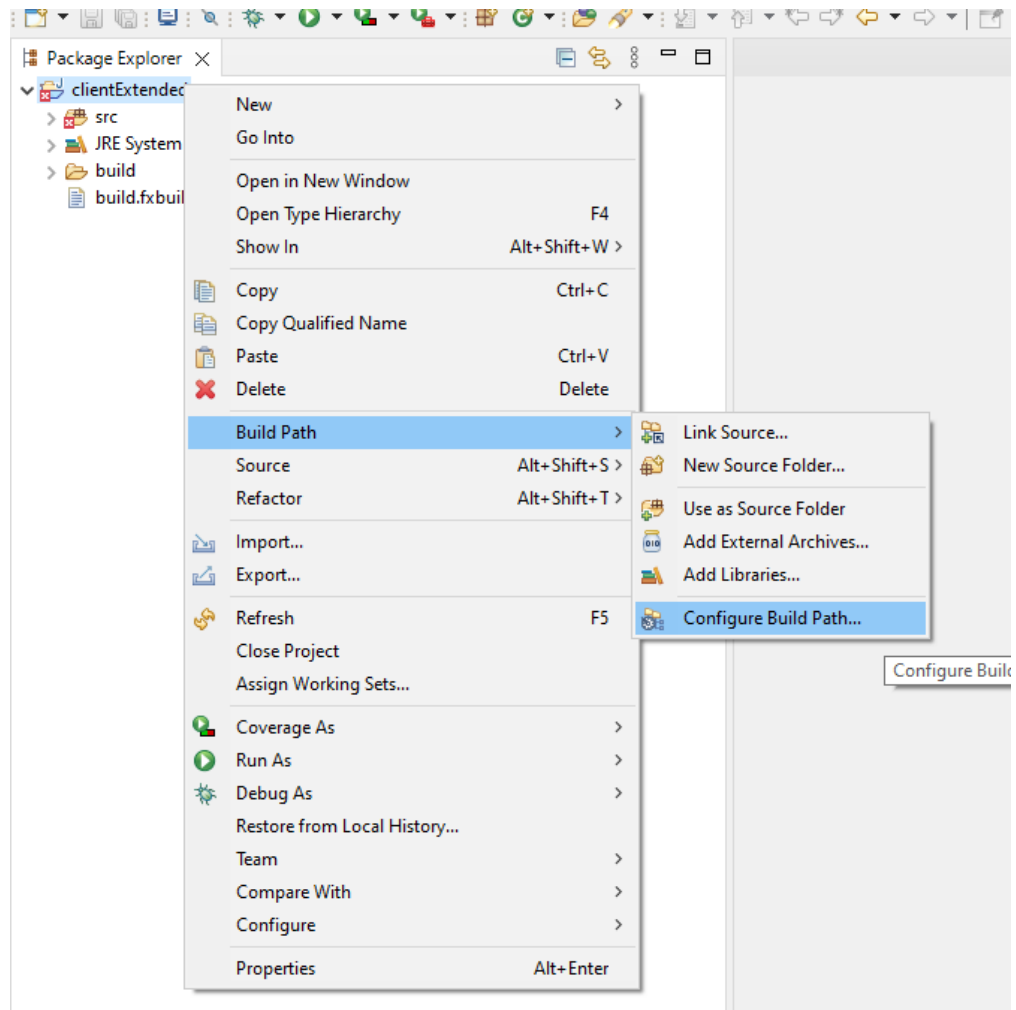 Package Explorer
clientExtended
src
JRE System
build
build.fxbuil
New
Go Into
Open in New Window
Open Type Hierarchy F4
Show In Alt+Shift+W >
Copy Ctrl+C
Copy Qualified Name
Paste Ctrl+V
Delete Delete
Build Path
Source Alt+Shift+S >
Refactor Alt+Shift+T >
Import...
Export...
Refresh F5
Close Project
Assign Working Sets...
Coverage As
Run As
Debug As
Restore from Local History...
Team
Compare With
Configure
Properties Alt+Enter
Link Source...
New Source Folder...
Use as Source Folder
Add External Archives...
Add Libraries...
Configure Build Path...
Configure Build